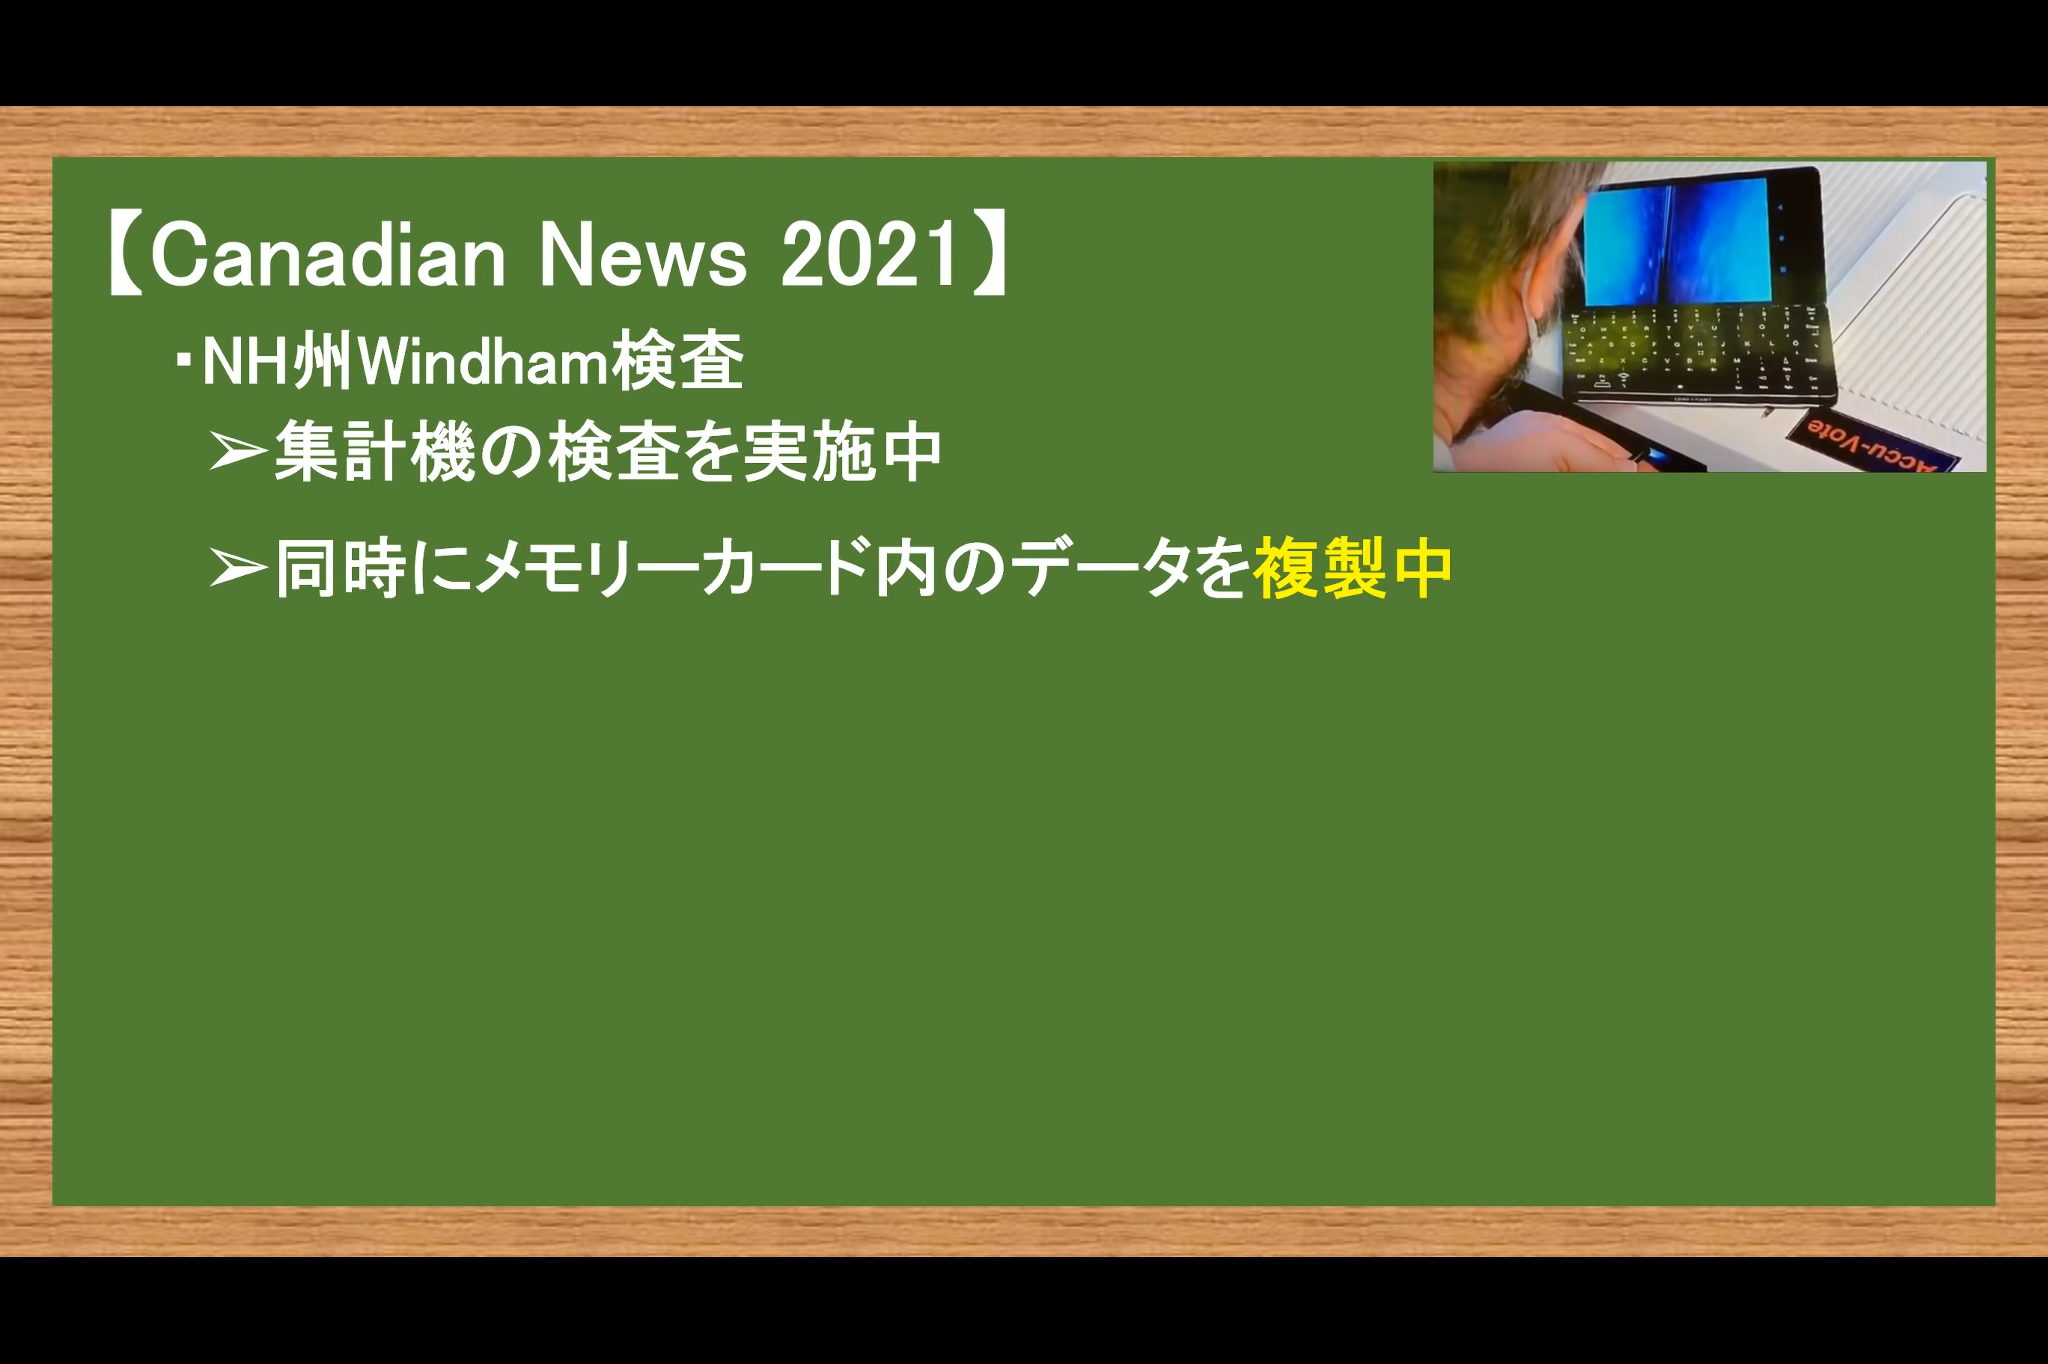 【Canadian News 2021】
・NH州Windham検査
➢集計機の検査を実施中
➢同時にメモリーカード内のデータを複製中
Accu-Vote